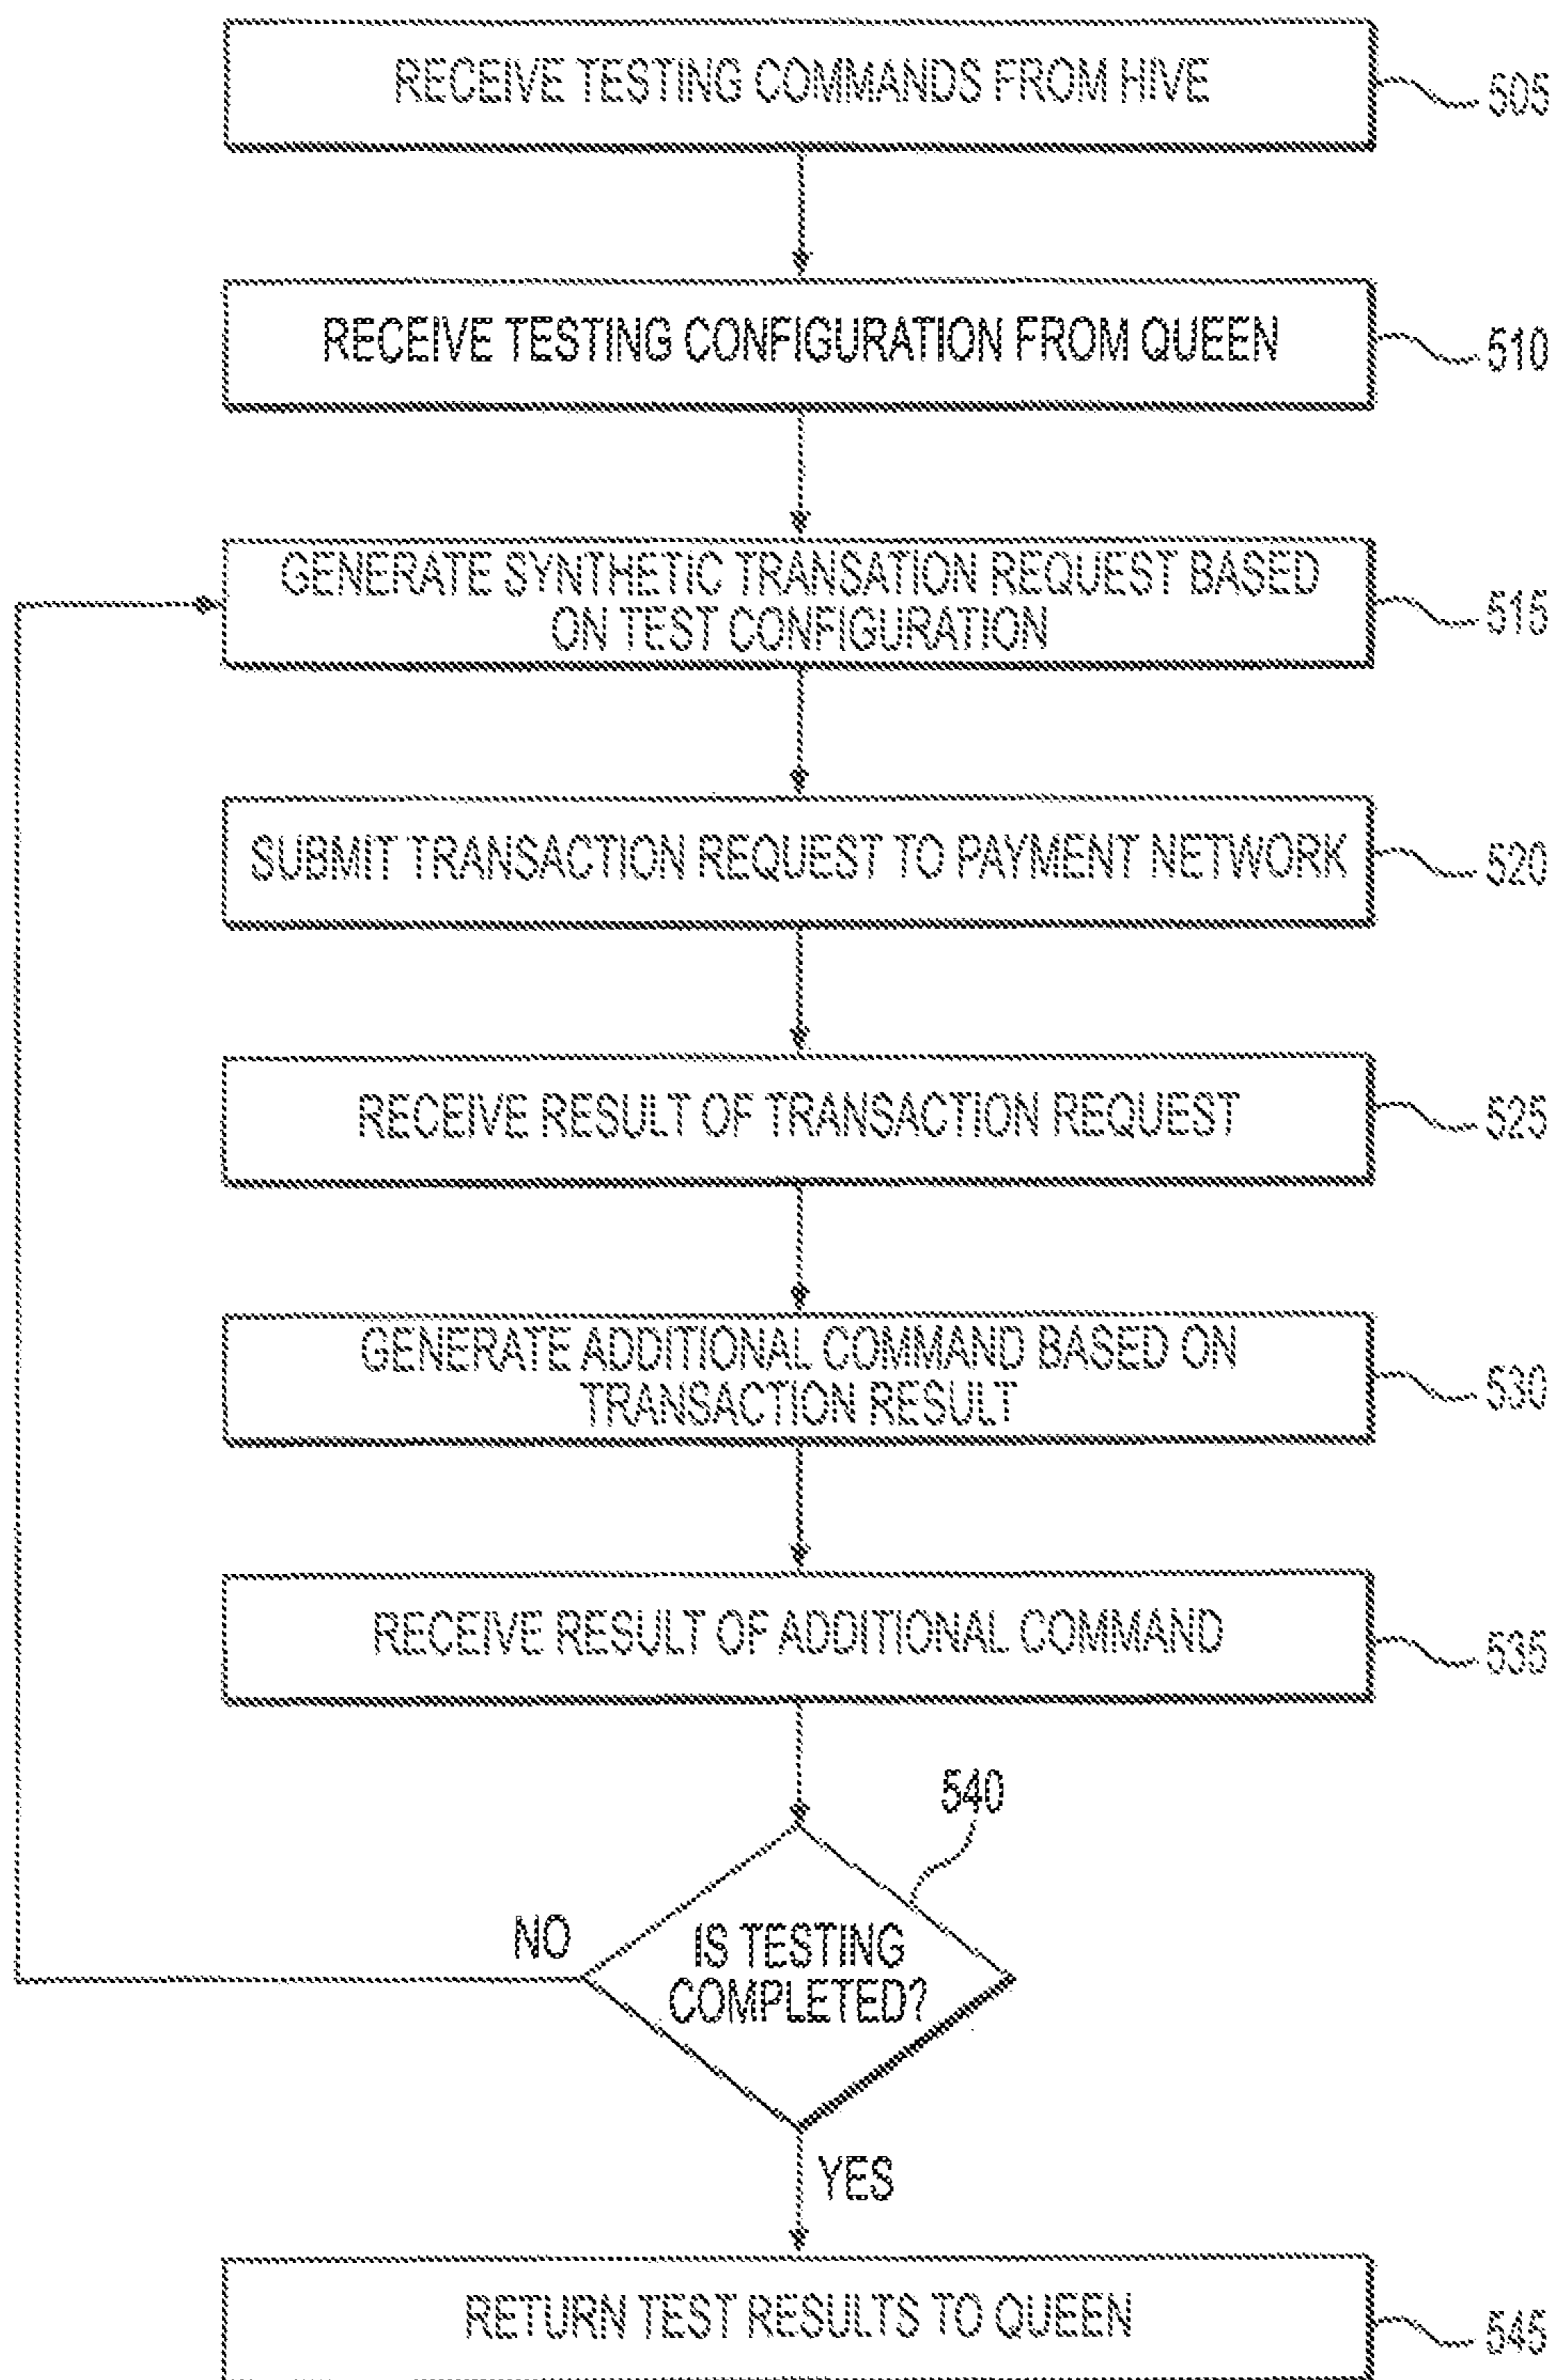 RECEIVE TESTING COMMANDS FROM HIVE
505
RECEIVE TESTING CONFIGURATION FROM QUEEN
510
GENERATE SYNTHETIC TRANSATION REQUEST BASED
ON TEST CONFIGURATION
515
SUBMIT TRANSACTION REQUEST TO PAYMENT NETWORK
520
RECEIVE RESULT OF TRANSACTION REQUEST
525
GENERATE ADDITIONAL COMMAND BASED ON
TRANSACTION RESULT
530
RECEIVE RESULT OF ADDITIONAL COMMAND
535
540
NO
IS TESTING
COMPLETED?
YES
RETURN TEST RESULTS TO QUEEN
545